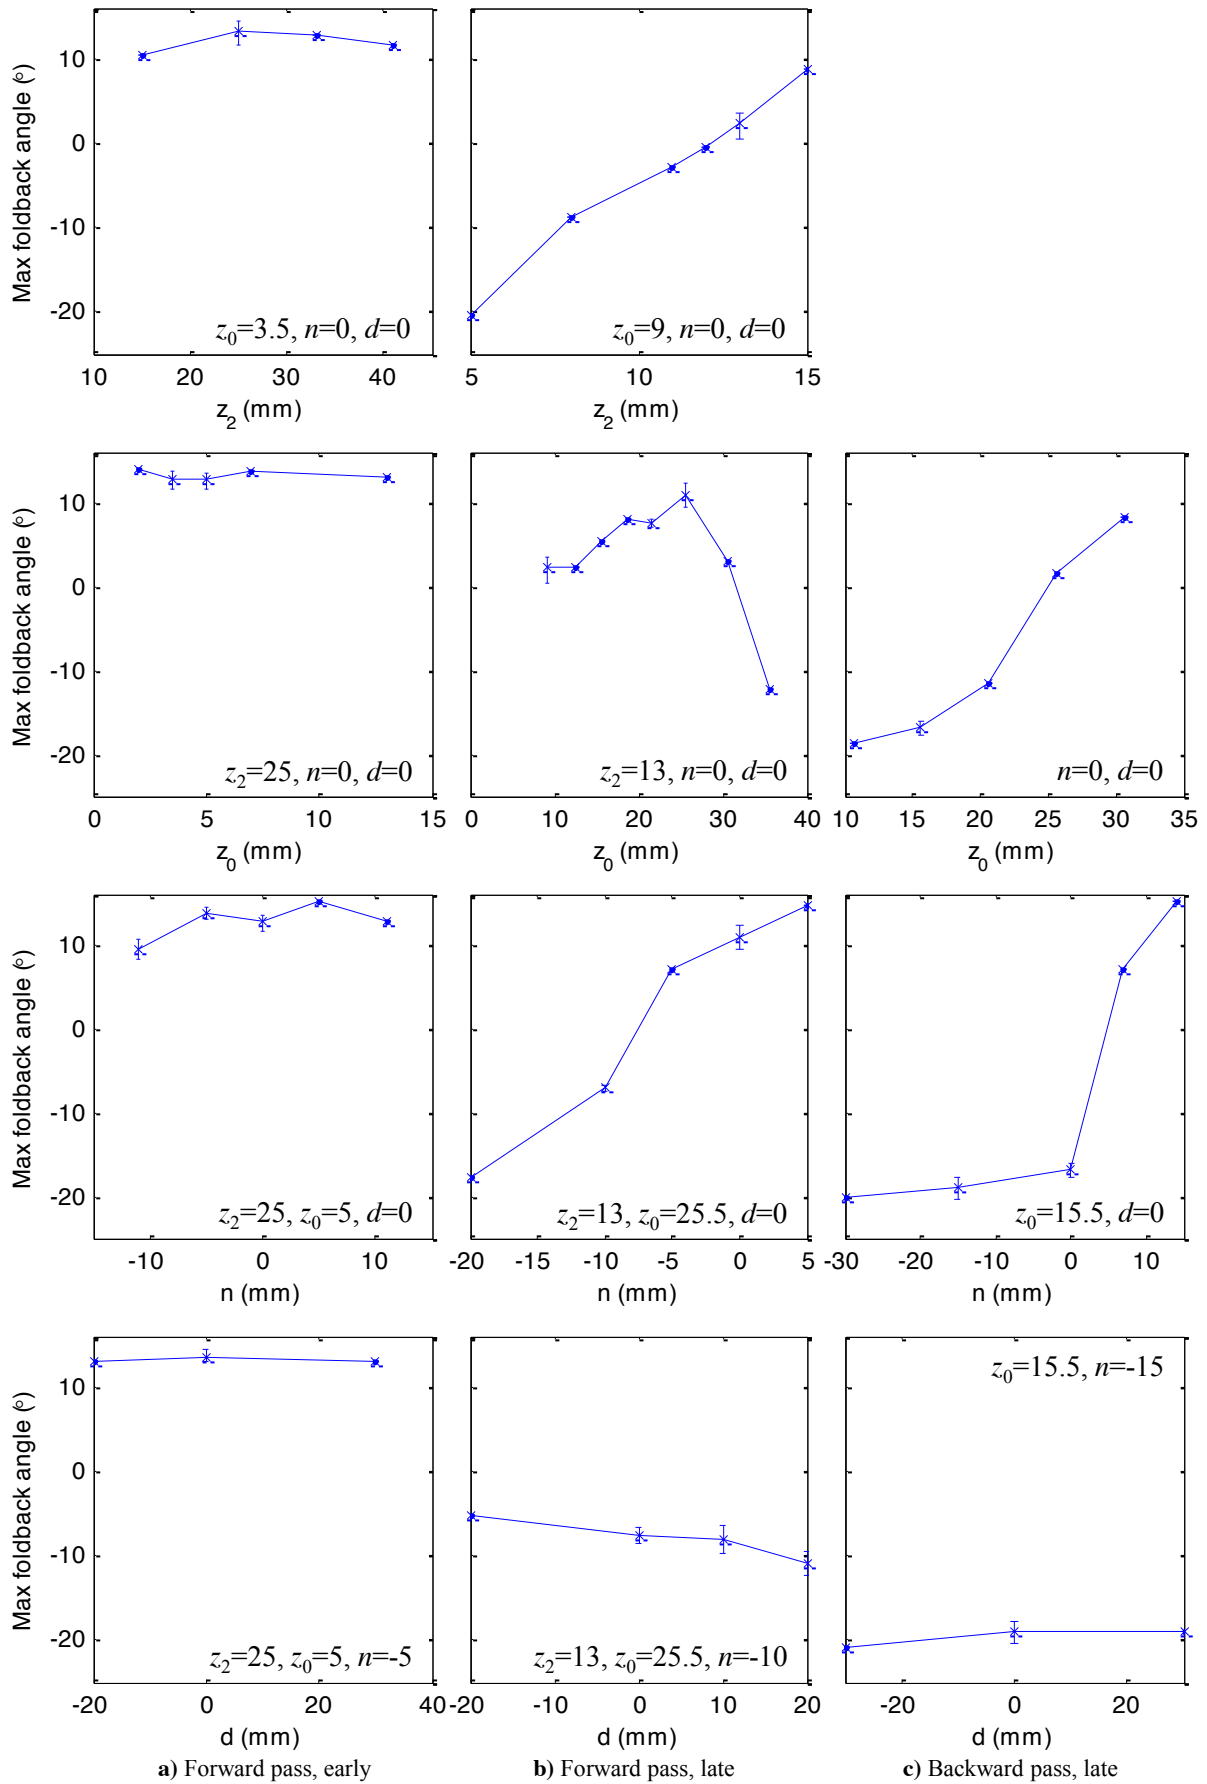 Max foldback angle (°)
10
0
-10
-20
z₀=3.5, n=0, d=0
10 20 30 40
z₂ (mm)
z₀=9, n=0, d=0
5 10 15
z₂ (mm)
Max foldback angle (°)
10
0
-10
-20
z₂=25, n=0, d=0
0 5 10 15
z₀ (mm)
z₂=13, n=0, d=0
0 10 20 30 40
z₀ (mm)
n=0, d=0
10 15 20 25 30 35
z₀ (mm)
Max foldback angle (°)
10
0
-10
-20
z₂=25, z₀=5, d=0
-10 0 10
n (mm)
z₂=13, z₀=25.5, d=0
-20 -15 -10 -5 0 5
n (mm)
z₀=15.5, d=0
-30 -20 -10 0 10
n (mm)
Max foldback angle (°)
10
0
-10
-20
z₂=25, z₀=5, n=-5
-20 0 20 40
d (mm)
z₂=13, z₀=25.5, n=-10
-20 -10 0 10 20
d (mm)
z₀=15.5, n=-15
-20 0 20
d (mm)
a) Forward pass, early
b) Forward pass, late
c) Backward pass, late